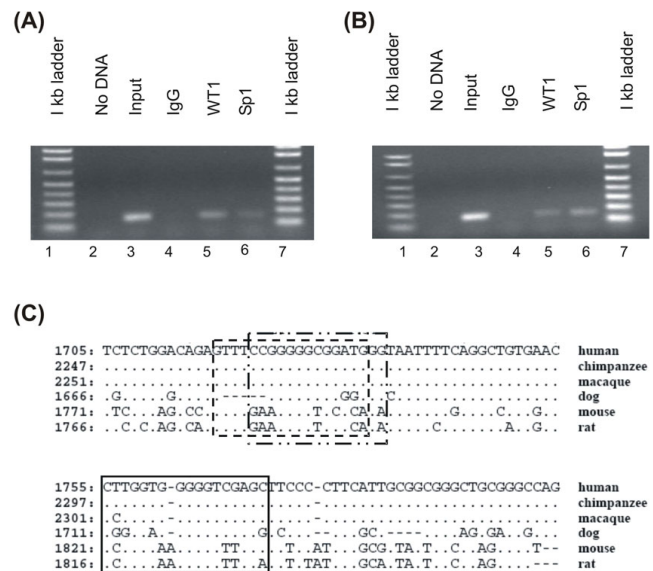 (A)
I kb ladder
No DNA
Input
IgG
WT1
Sp1
I kb ladder
1 2 3 4 5 6 7
(B)
I kb ladder
No DNA
Input
IgG
WT1
Sp1
I kb ladder
1 2 3 4 5 6 7
(C)
1705: TCTCTGGACAGAGTTTCCGGGGGCGGATGGGTAATTTTCAGGCTGTGAAC human
2247: .................................................. chimpanzee
2251: .................................................. macaque
1666: .G.....G.....-----........GG...C.................. dog
1771: .TC...AG.CC.....GAA....T.C.CA.A.......G....C...G.. mouse
1766: ..C.C.AG.CA.....GAA....T...CA.A........C....A..G.. rat
1755: CTTGGTG-GGGGTCGAGCTTCCC-CTTCATTGCGGCGGGCTGCGGGCCAG human
2297: .......-...............-.......................... chimpanzee
2301: .C.....-...............-.......................... macaque
1711: .GG..A...........G.C...--...GC.----....AG.GA..G... dog
1821: .C....AA.....TT.....T..AT...GCG.TA.T..C..AG....T-- mouse
1816: .C....AA.....TT..A..T.TAT...GCA.TA.T..C..AG....--- rat